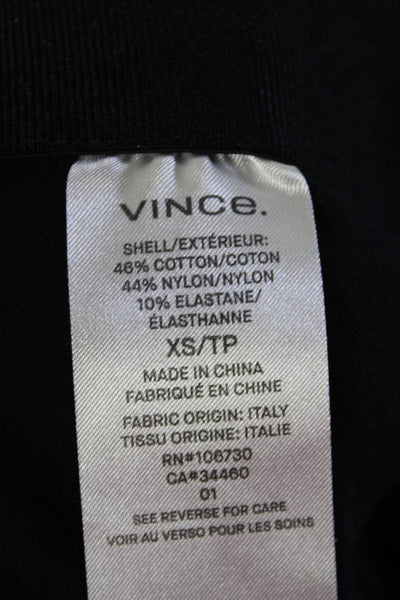 VINCe.
SHELL/EXTÉRIEUR:
46% COTTON/COTON
44% NYLON/NYLON
10% ELASTANE/
ÉLASTHANNE
XS/TP
MADE IN CHINA
FABRIQUÉ EN CHINE
FABRIC ORIGIN: ITALY
TISSU ORIGINE: ITALIE
RN#106730
CA#34460
01
SEE REVERSE FOR CARE
VOIR AU VERSO POUR LES SOINS